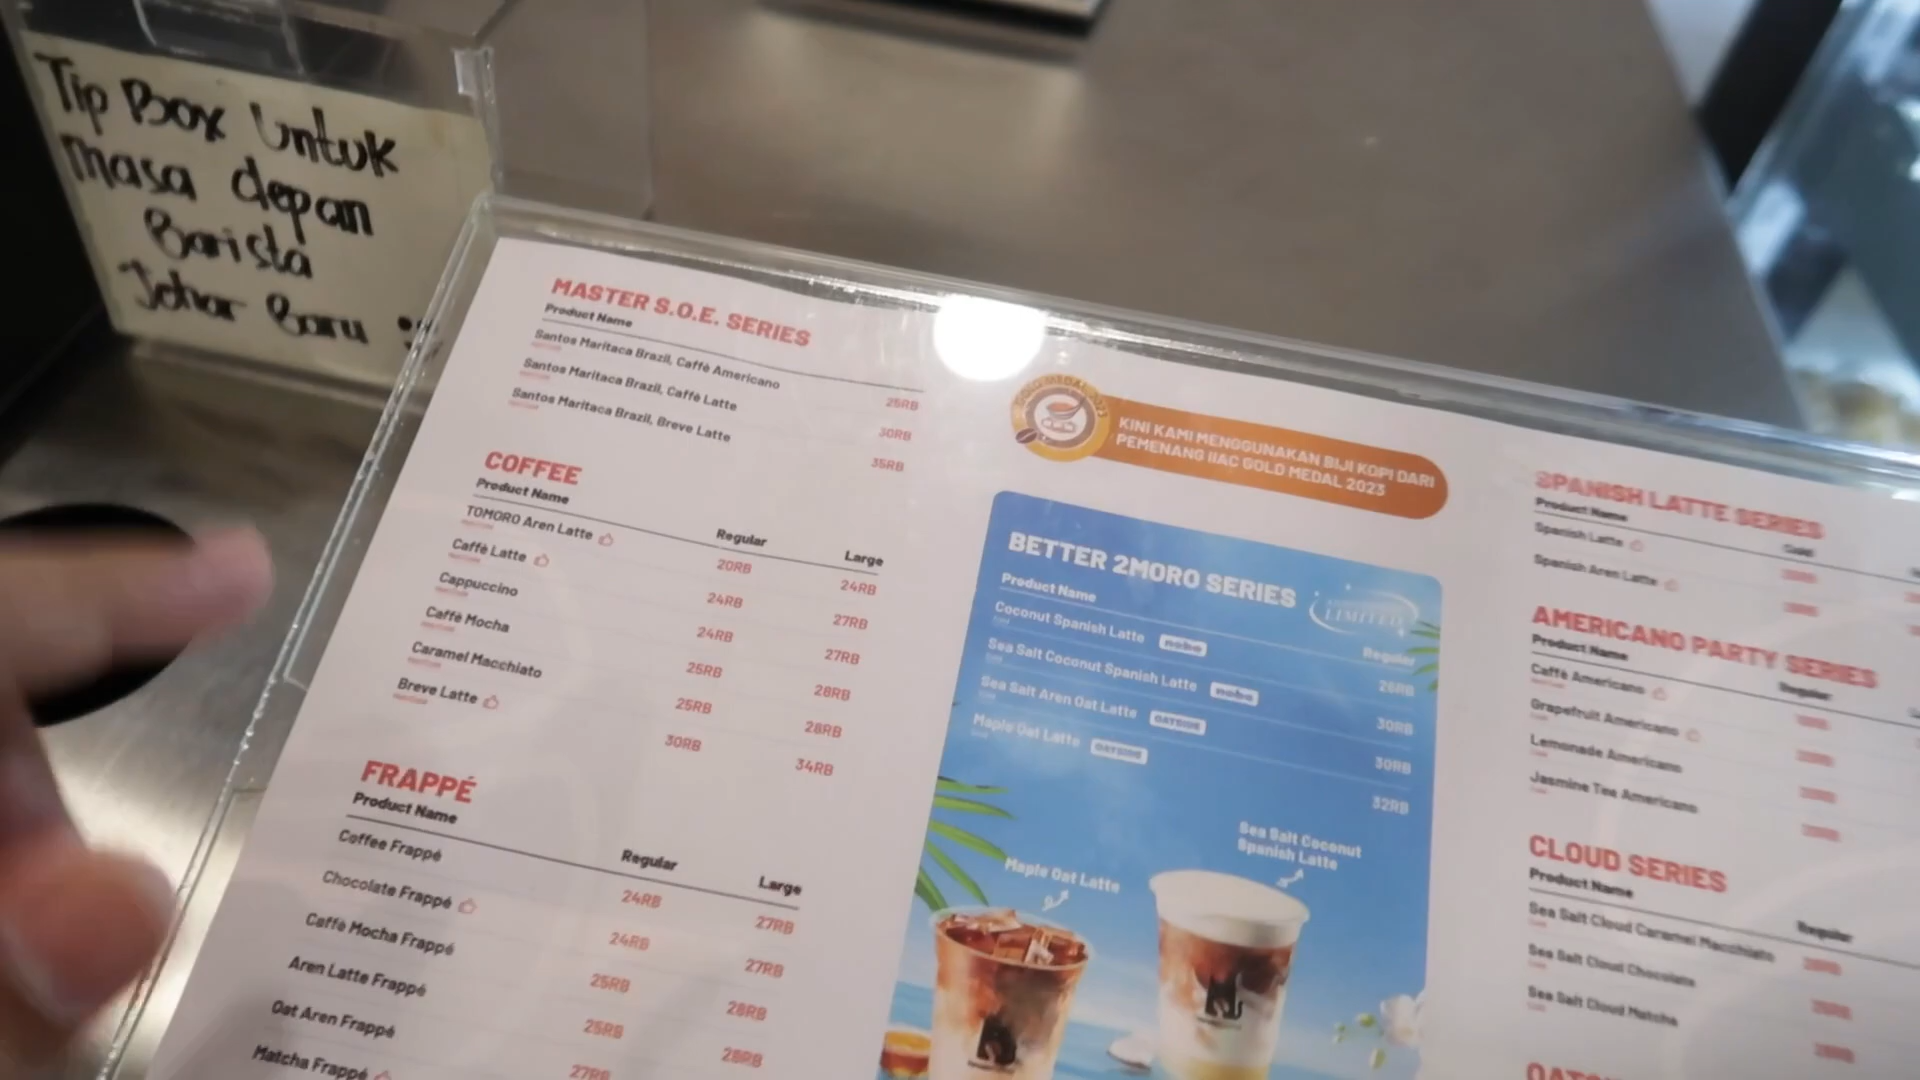 Tip Box Untuk
masa depan
Barista
Johar Baru :
MASTER S.O.E. SERIES
Product Name
Santos Maritaca Brazil, Caffè Americano 25RB
Santos Maritaca Brazil, Caffè Latte 30RB
Santos Maritaca Brazil, Breve Latte 35RB
COFFEE
Product Name Regular Large
TOMORO Aren Latte 20RB 24RB
Caffè Latte 24RB 27RB
Cappuccino 24RB 27RB
Caffè Mocha 25RB 28RB
Caramel Macchiato 25RB 28RB
Breve Latte 30RB 34RB
FRAPPÉ
Product Name Regular Large
Coffee Frappé 24RB 27RB
Chocolate Frappé 24RB 27RB
Caffè Mocha Frappé 25RB 28RB
Aren Latte Frappé 25RB 28RB
Oat Aren Frappé 27RB
Matcha Frappé
GOLD MEDAL 2023
KINI KAMI MENGGUNAKAN BIJI KOPI DARI
PEMENANG IIAC GOLD MEDAL 2023
BETTER 2MORO SERIES
LIMITED
Product Name Regular
Coconut Spanish Latte 26RB
Sea Salt Coconut Spanish Latte 30RB
Sea Salt Aren Oat Latte OATSIDE 30RB
Maple Oat Latte OATSIDE 32RB
Sea Salt Coconut
Spanish Latte
Maple Oat Latte
SPANISH LATTE SERIES
Product Name
Spanish Latte
Spanish Aren Latte
AMERICANO PARTY SERIES
Product Name Regular
Caffè Americano
Grapefruit Americano
Lemonade Americano
Jasmine Tea Americano
CLOUD SERIES
Product Name Regular
Sea Salt Cloud Caramel Macchiato
Sea Salt Cloud Chocolate
Sea Salt Cloud Matcha